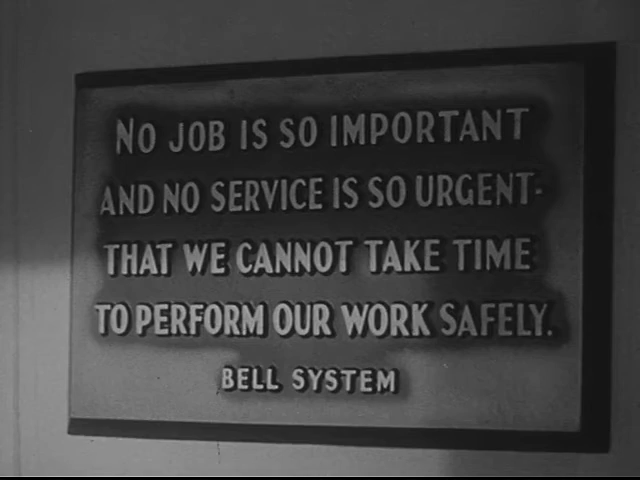 NO JOB IS SO IMPORTANT
AND NO SERVICE IS SO URGENT-
THAT WE CANNOT TAKE TIME
TO PERFORM OUR WORK SAFELY.
BELL SYSTEM